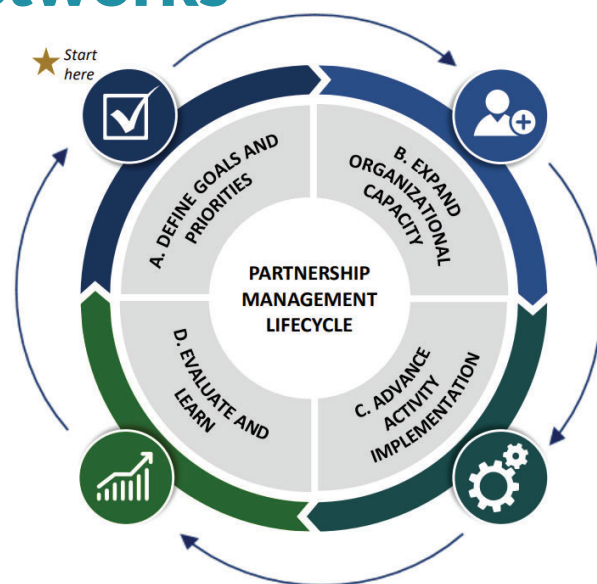 Start
here
A. DEFINE GOALS AND
PRIORITIES
B. EXPAND
ORGANIZATIONAL
CAPACITY
PARTNERSHIP
MANAGEMENT
LIFECYCLE
C. ADVANCE
ACTIVITY
IMPLEMENTATION
D. EVALUATE AND
LEARN